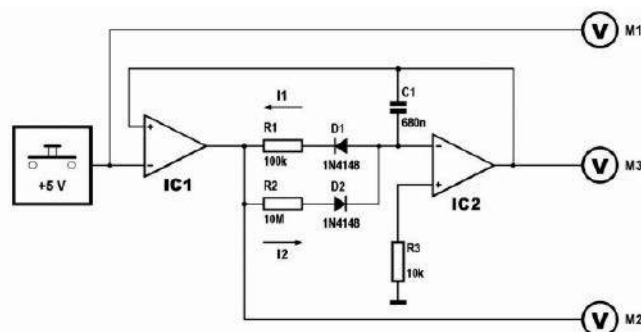 V
M1
I1
C1
R1
D1
680n
+
-
100k
1N4148
-
V
M3
+5 V
IC1
R2
D2
+
10M
1N4148
IC2
I2
R3
10k
V
M2